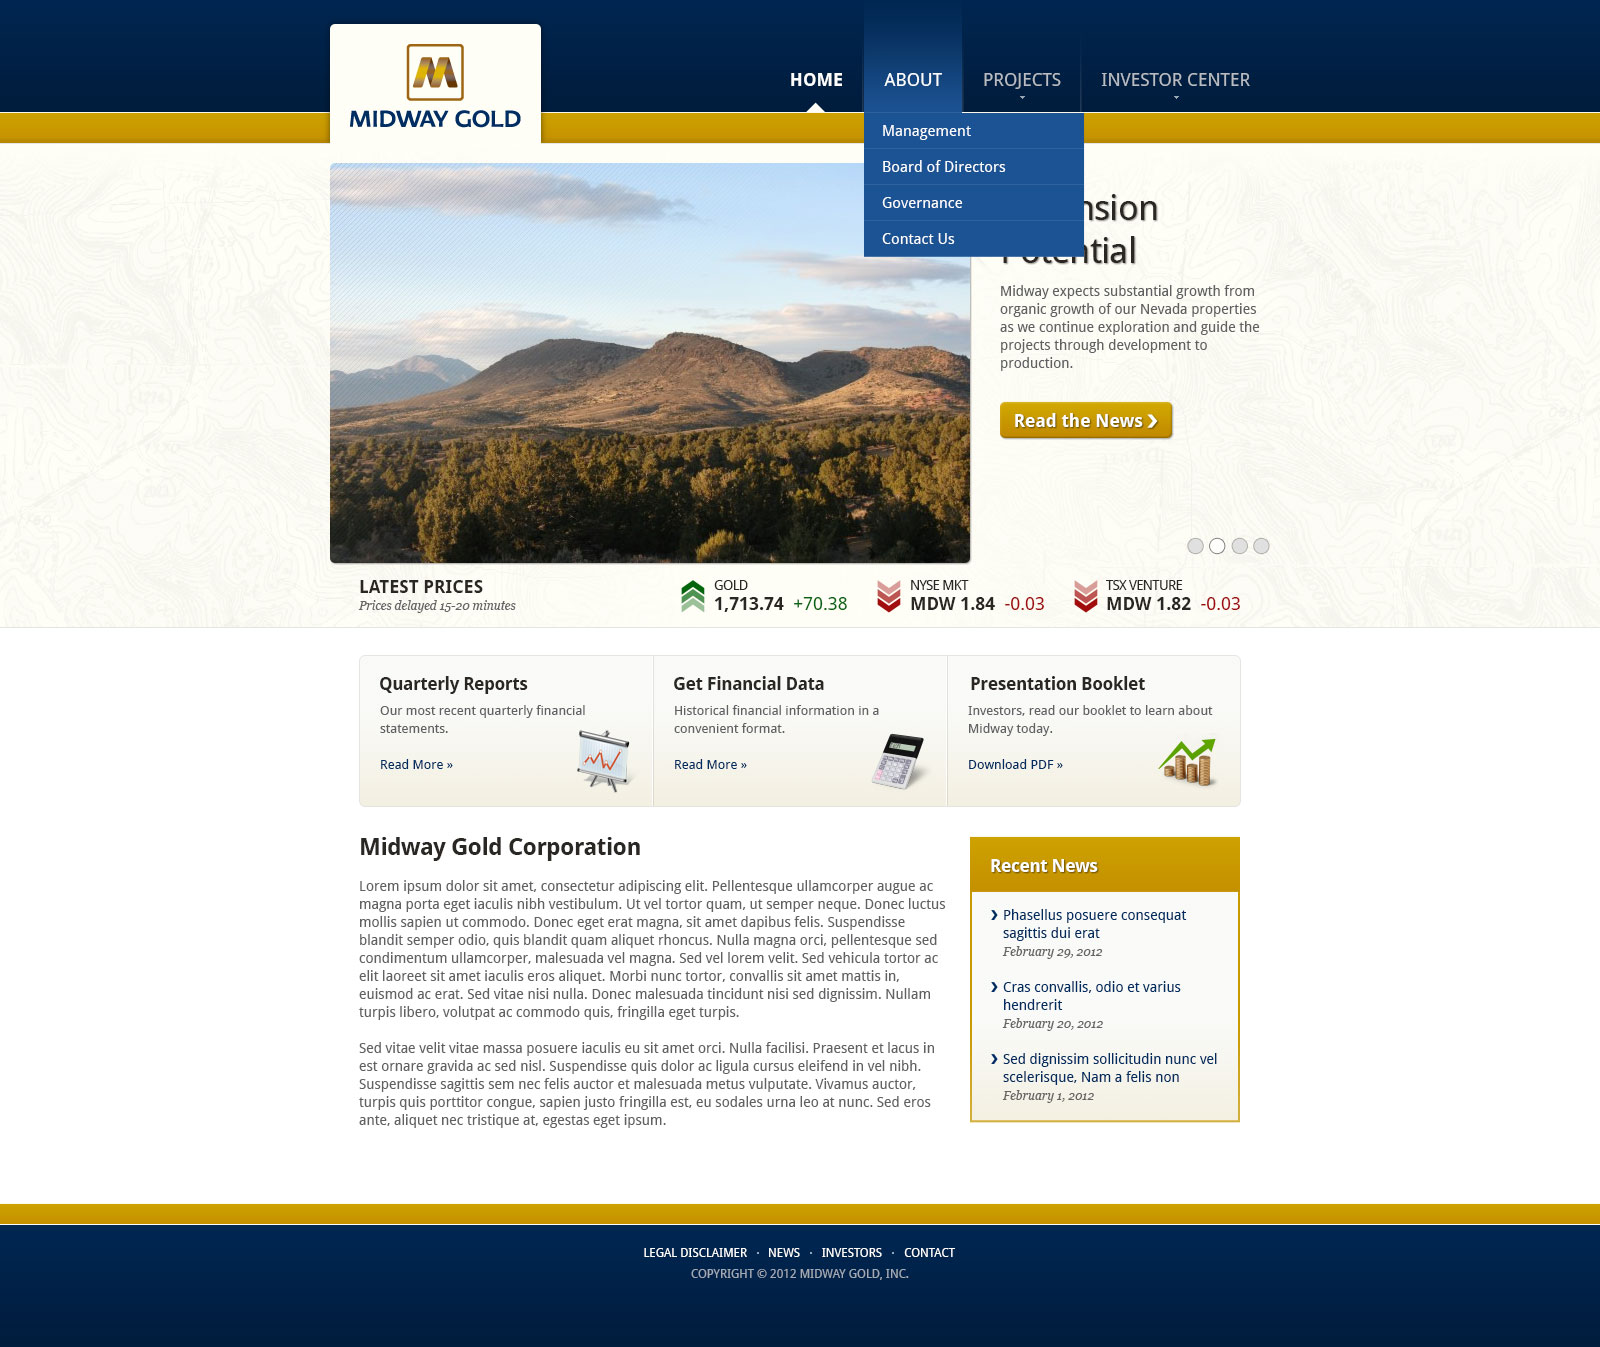 MIDWAY GOLD
HOME
ABOUT
PROJECTS
INVESTOR CENTER
Management
Board of Directors
Governance
Contact Us
Midway expects substantial growth from
organic growth of our Nevada properties
as we continue exploration and guide the
projects through development to
production.
Read the News
LATEST PRICES
Prices delayed 15-20 minutes
GOLD
1,713.74 +70.38
NYSE MKT
MDW 1.84 -0.03
TSX VENTURE
MDW 1.82 -0.03
Quarterly Reports
Our most recent quarterly financial
statements.
Read More »
Get Financial Data
Historical financial information in a
convenient format.
Read More »
Presentation Booklet
Investors, read our booklet to learn about
Midway today.
Download PDF »
Midway Gold Corporation
Lorem ipsum dolor sit amet, consectetur adipiscing elit. Pellentesque ullamcorper augue ac
magna porta eget iaculis nibh vestibulum. Ut vel tortor quam, ut semper neque. Donec luctus
mollis sapien ut commodo. Donec eget erat magna, sit amet dapibus felis. Suspendisse
blandit semper odio, quis blandit quam aliquet rhoncus. Nulla magna orci, pellentesque sed
condimentum ullamcorper, malesuada vel magna. Sed vel lorem velit. Sed vehicula tortor ac
elit laoreet sit amet iaculis eros aliquet. Morbi nunc tortor, convallis sit amet mattis in,
euismod ac erat. Sed vitae nisi nulla. Donec malesuada tincidunt nisi sed dignissim. Nullam
turpis libero, volutpat ac commodo quis, fringilla eget turpis.
Sed vitae velit vitae massa posuere iaculis eu sit amet orci. Nulla facilisi. Praesent et lacus in
est ornare gravida ac sed nisl. Suspendisse quis dolor ac ligula cursus eleifend in vel nibh.
Suspendisse sagittis sem nec felis auctor et malesuada metus vulputate. Vivamus auctor,
turpis quis porttitor congue, sapien justo fringilla est, eu sodales urna leo at nunc. Sed eros
ante, aliquet nec tristique at, egestas eget ipsum.
Recent News
Phasellus posuere consequat
sagittis dui erat
February 29, 2012
Cras convallis, odio et varius
hendrerit
February 20, 2012
Sed dignissim sollicitudin nunc vel
scelerisque, Nam a felis non
February 1, 2012
LEGAL DISCLAIMER · NEWS · INVESTORS · CONTACT
COPYRIGHT © 2012 MIDWAY GOLD, INC.